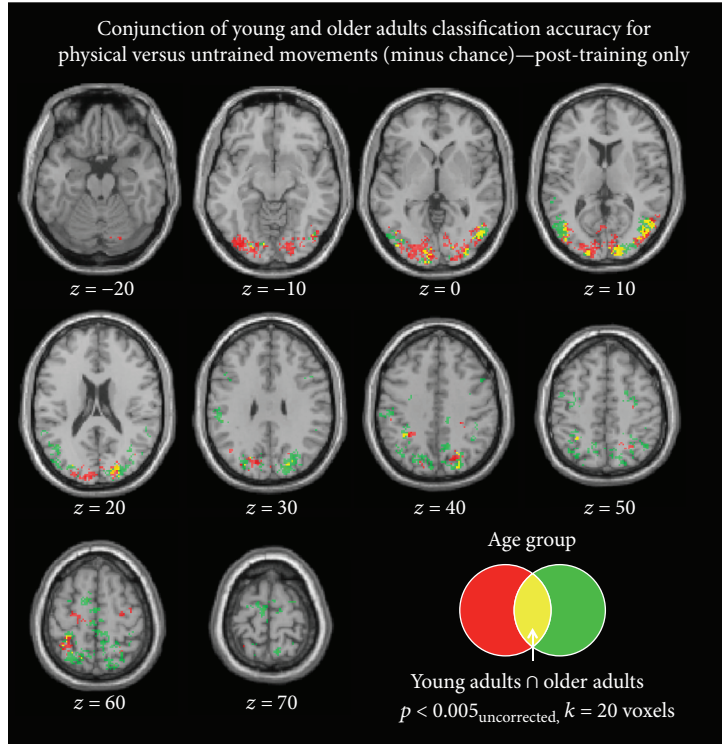 Conjunction of young and older adults classification accuracy for
physical versus untrained movements (minus chance)—post-training only
z = −20
z = −10
z = 0
z = 10
z = 20
z = 30
z = 40
z = 50
z = 60
z = 70
Age group
Young adults ∩ older adults
p < 0.005uncorrected, k = 20 voxels